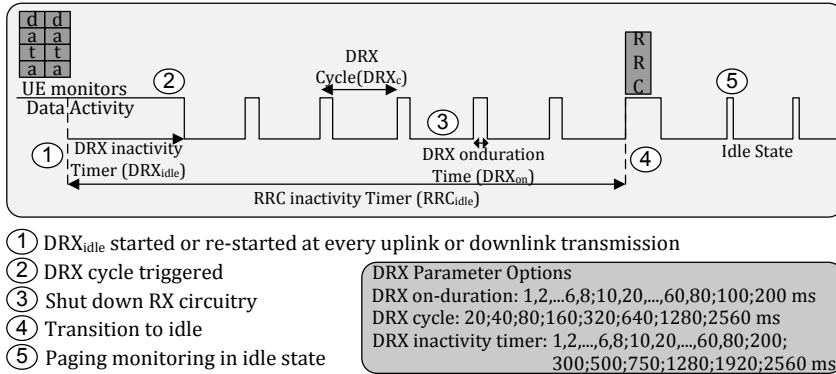 d d
a a
t t
a a
UE monitors
Data Activity
2
DRX
Cycle(DRXc)
R
R
C
5
3
1
DRX inactivity
Timer (DRXidle)
DRX onduration
Time (DRXon)
4
Idle State
RRC inactivity Timer (RRCidle)
1 DRXidle started or re-started at every uplink or downlink transmission
2 DRX cycle triggered
3 Shut down RX circuitry
4 Transition to idle
5 Paging monitoring in idle state
DRX Parameter Options
DRX on-duration: 1,2,...6,8;10,20,...,60,80;100;200 ms
DRX cycle: 20;40;80;160;320;640;1280;2560 ms
DRX inactivity timer: 1,2,...,6,8;10,20,...,60,80;200;
300;500;750;1280;1920;2560 ms